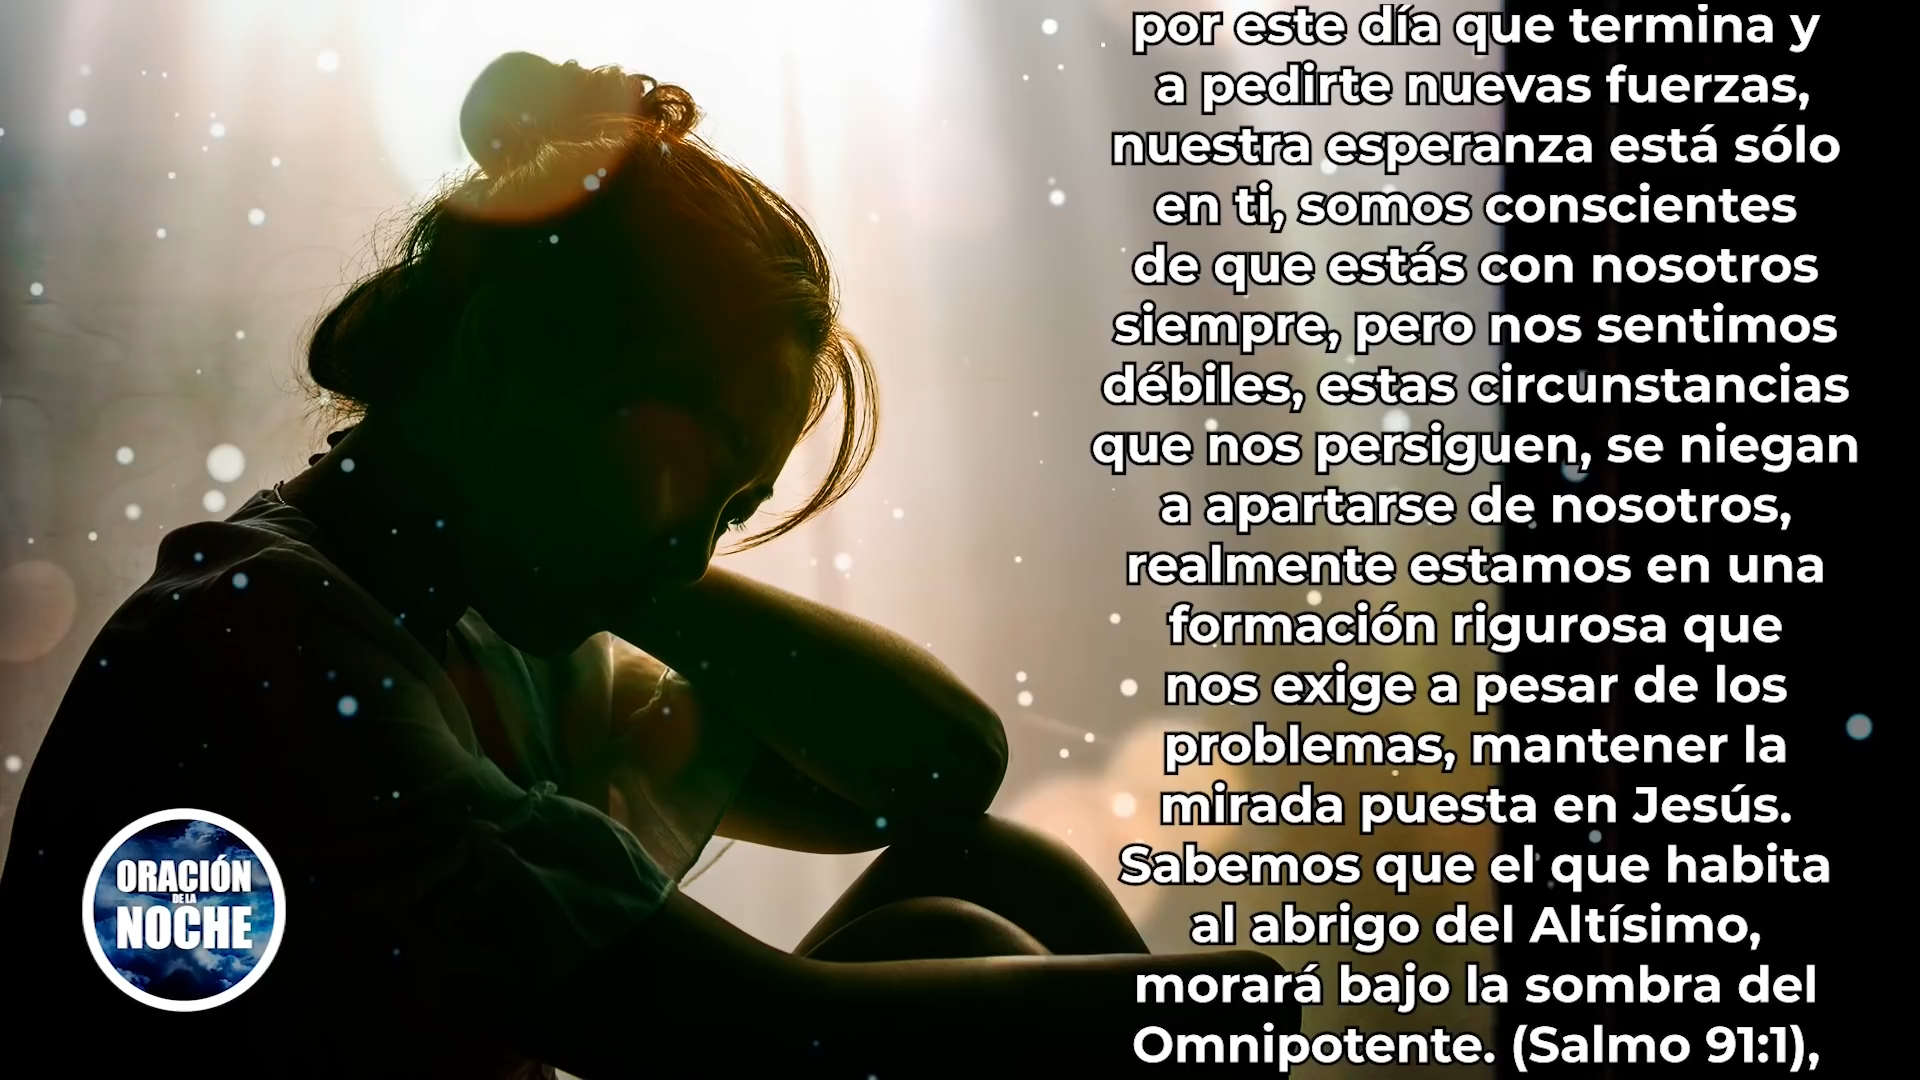 por este día que termina y
a pedirte nuevas fuerzas,
nuestra esperanza está sólo
en ti, somos conscientes
de que estás con nosotros
siempre, pero nos sentimos
débiles, estas circunstancias
que nos persiguen, se niegan
a apartarse de nosotros,
realmente estamos en una
formación rigurosa que
nos exige a pesar de los
problemas, mantener la
mirada puesta en Jesús.
Sabemos que el que habita
al abrigo del Altísimo,
morará bajo la sombra del
Omnipotente. (Salmo 91:1),
ORACIÓN
DE LA
NOCHE